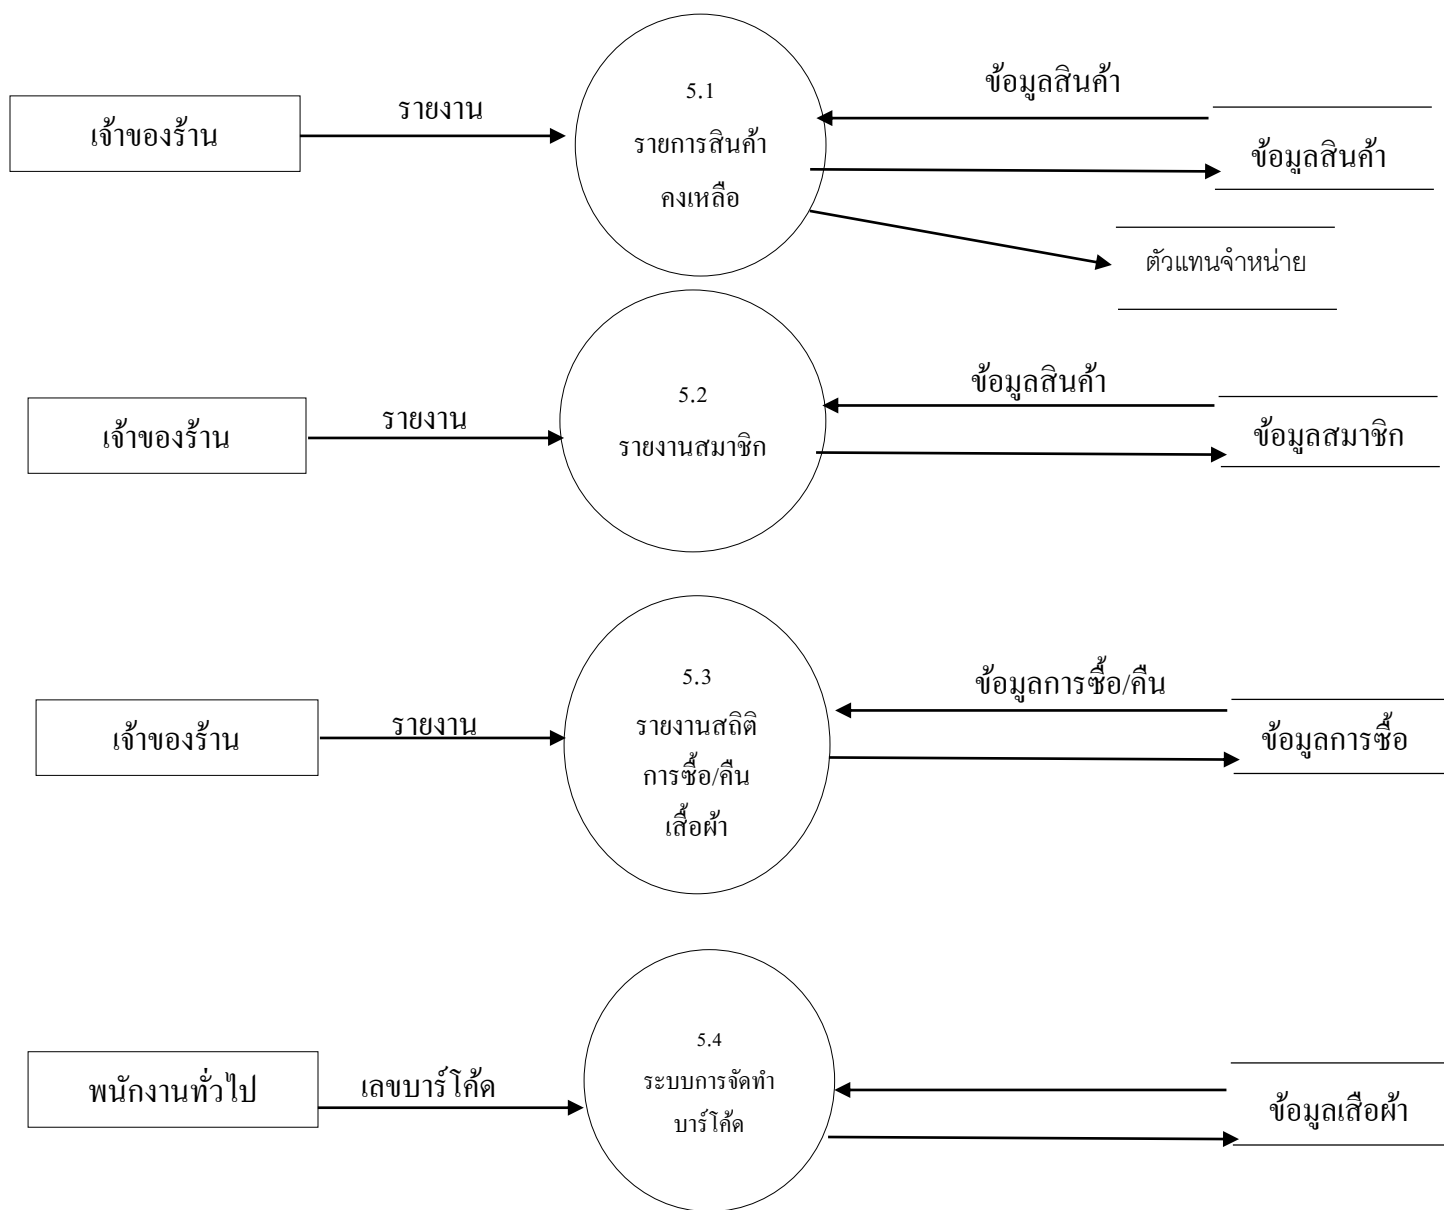 ข้อมูลสินค้า
รายงาน
5.1
รายการสินค้า
คงเหลือ
เจ้าของร้าน
ข้อมูลสินค้า
ตัวแทนจำหน่าย
ข้อมูลสินค้า
รายงาน
5.2
รายงานสมาชิก
เจ้าของร้าน
ข้อมูลสมาชิก
ข้อมูลการซื้อ/คืน
รายงาน
5.3
รายงานสถิติ
การซื้อ/คืน
เสื้อผ้า
เจ้าของร้าน
ข้อมูลการซื้อ
5.4
ระบบการจัดทำ
บาร์โค้ด
พนักงานทั่วไป
เลขบาร์โค้ด
ข้อมูลเสือผ้า